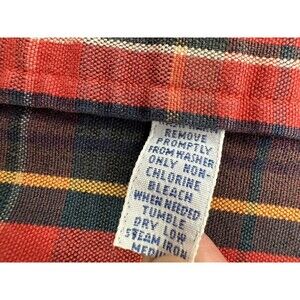 REMOVE
PROMPTLY
FROM WASHER
ONLY NON-
CHLORINE
BLEACH
WHEN NEEDED
TUMBLE
DRY LOW
STEAM IRON